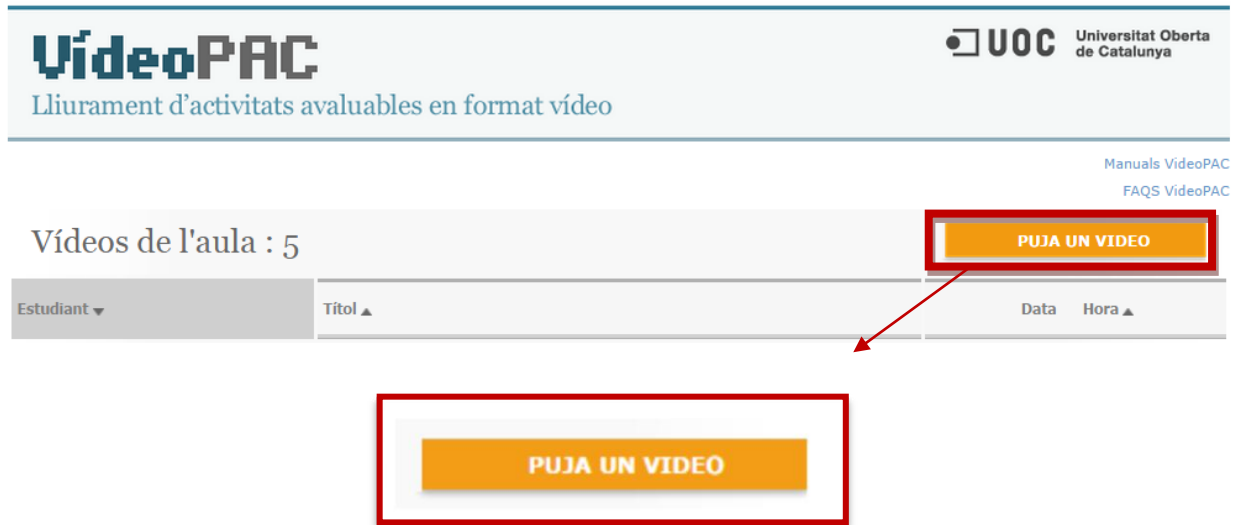 VídeoPAC
UOC Universitat Oberta
de Catalunya
Lliurament d'activitats avaluables en format vídeo
Manuals VideoPAC
FAQS VideoPAC
Vídeos de l'aula : 5
PUJA UN VIDEO
Estudiant Títol Data Hora
PUJA UN VIDEO